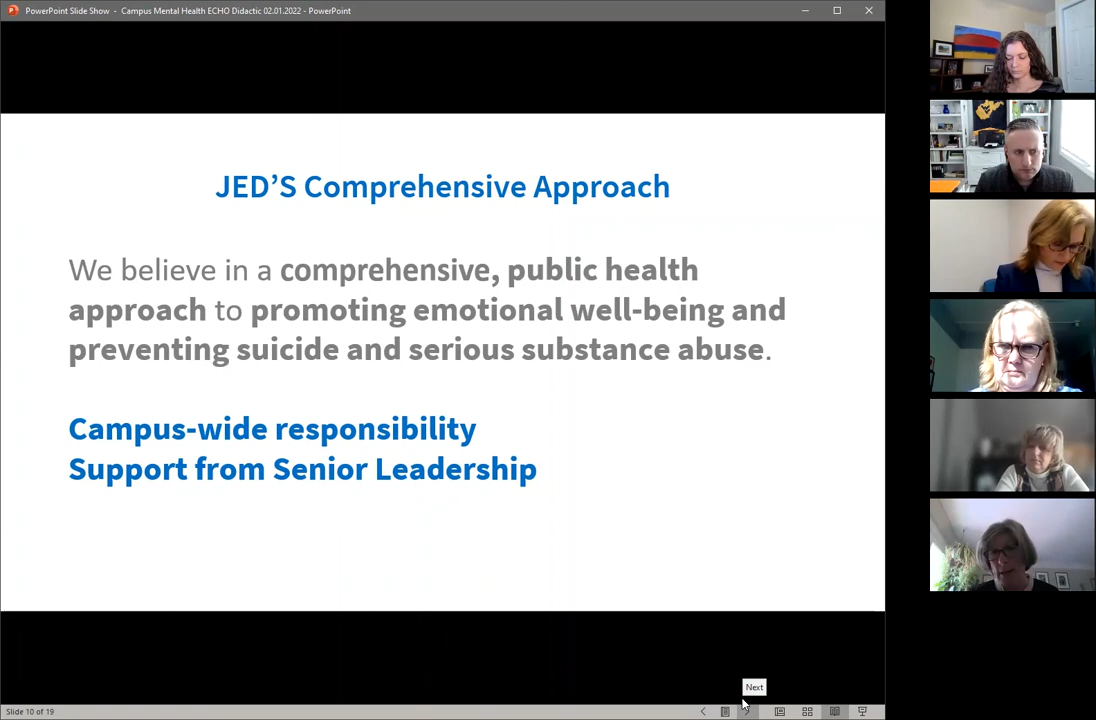 PowerPoint Slide Show - Campus Mental Health ECHO Didactic 02.01.2022 - PowerPoint
JED’S Comprehensive Approach
We believe in a comprehensive, public health
approach to promoting emotional well-being and
preventing suicide and serious substance abuse.
Campus-wide responsibility
Support from Senior Leadership
Next
Slide 10 of 19